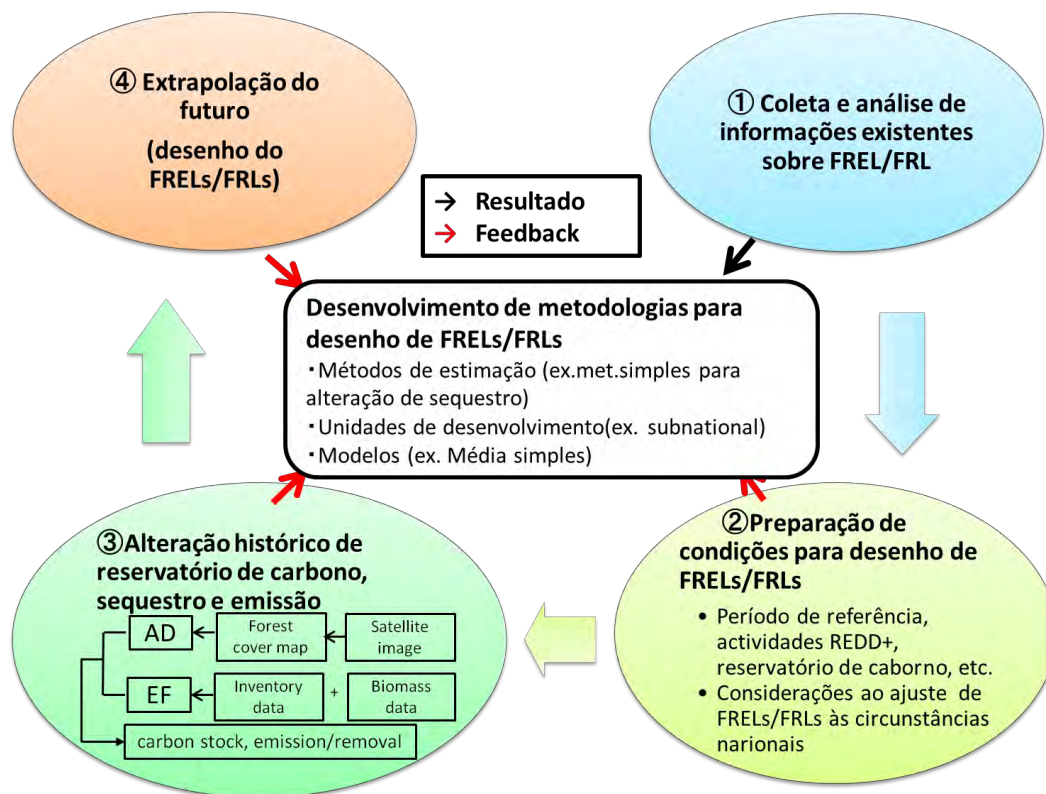 ④ Extrapolação do
futuro
(desenho do
FRELs/FRLs)
① Coleta e análise de
informações existentes
sobre FREL/FRL
→ Resultado
→ Feedback
Desenvolvimento de metodologias para
desenho de FRELs/FRLs
・Métodos de estimação (ex.met.simples para
alteração de sequestro)
・Unidades de desenvolvimento(ex. subnational)
・Modelos (ex. Média simples)
③Alteração histórico de
reservatório de carbono,
sequestro e emissão
AD
Forest
cover map
Satellite
image
EF
Inventory
data
+
Biomass
data
carbon stock, emission/removal
②Preparação de
condições para desenho de
FRELs/FRLs
• Período de referência,
actividades REDD+,
reservatório de caborno, etc.
• Considerações ao ajuste de
FRELs/FRLs às circunstâncias
narionais